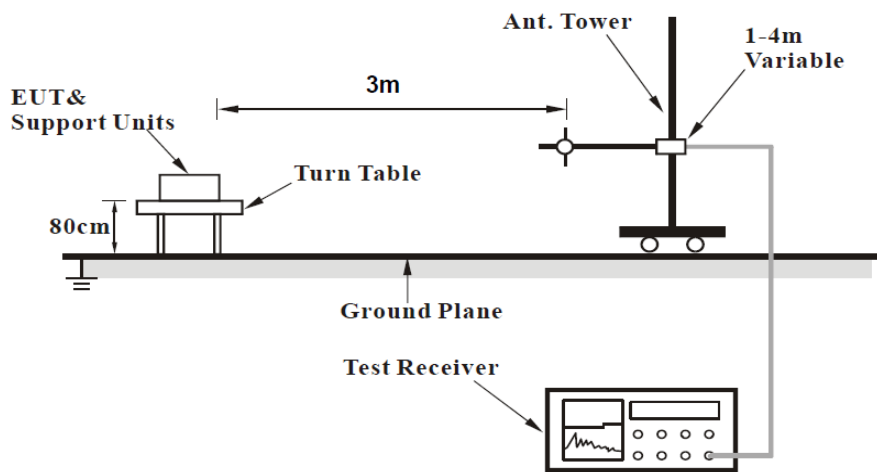 Ant. Tower
1-4m
Variable
3m
EUT&
Support Units
Turn Table
80cm
Ground Plane
Test Receiver